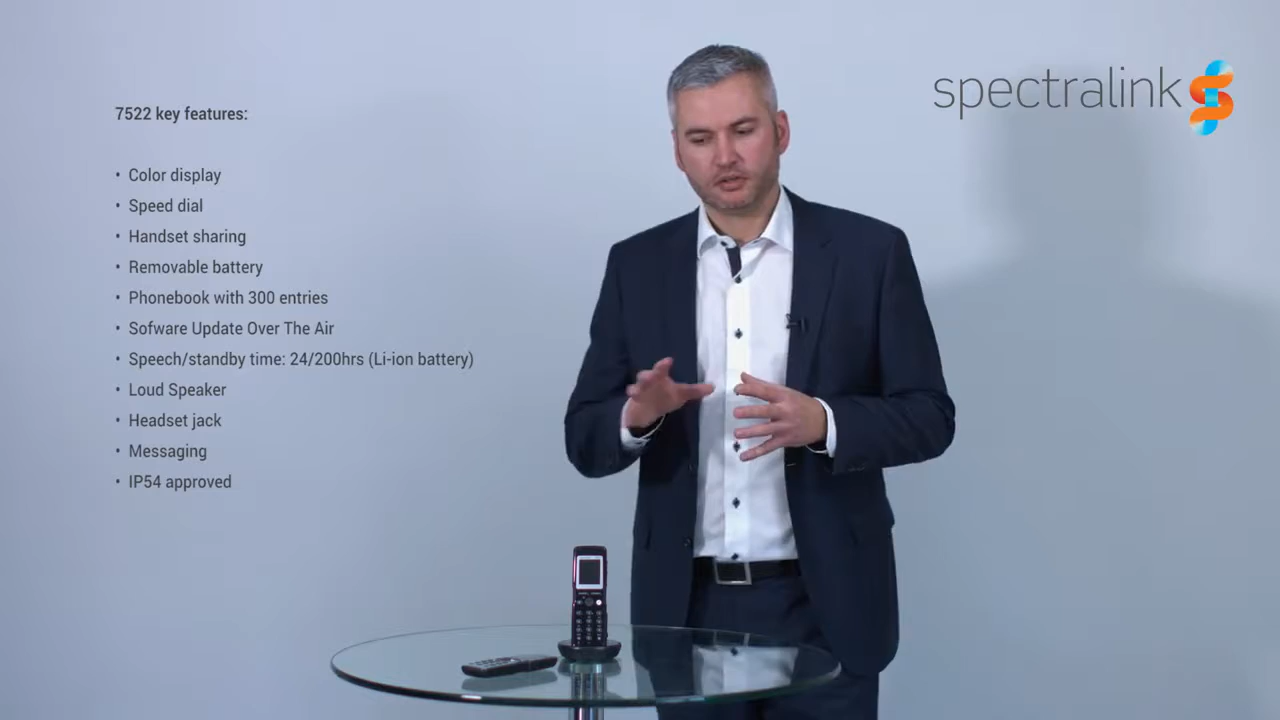 spectralink
7522 key features:
• Color display
• Speed dial
• Handset sharing
• Removable battery
• Phonebook with 300 entries
• Sofware Update Over The Air
• Speech/standby time: 24/200hrs (Li-ion battery)
• Loud Speaker
• Headset jack
• Messaging
• IP54 approved